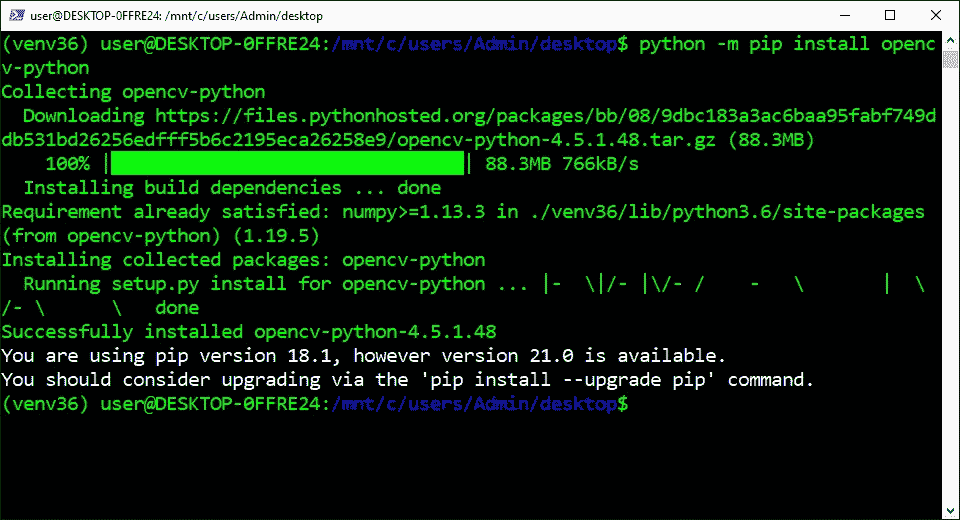 user@DESKTOP-0FFRE24: /mnt/c/users/Admin/desktop
(venv36) user@DESKTOP-0FFRE24:/mnt/c/users/Admin/desktop$ python -m pip install openc
v-python
Collecting opencv-python
  Downloading https://files.pythonhosted.org/packages/bb/08/9dbc183a3ac6baa95fabf749d
db531bd26256edfff5b6c2195eca26258e9/opencv-python-4.5.1.48.tar.gz (88.3MB)
    100% |████████████████████████████████| 88.3MB 766kB/s
  Installing build dependencies ... done
Requirement already satisfied: numpy>=1.13.3 in ./venv36/lib/python3.6/site-packages
(from opencv-python) (1.19.5)
Installing collected packages: opencv-python
  Running setup.py install for opencv-python ... |-  \|/- |\/- /    -   \       |  \
/- \      \   done
Successfully installed opencv-python-4.5.1.48
You are using pip version 18.1, however version 21.0 is available.
You should consider upgrading via the 'pip install --upgrade pip' command.
(venv36) user@DESKTOP-0FFRE24:/mnt/c/users/Admin/desktop$